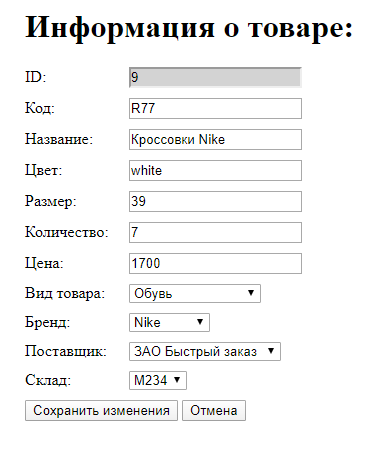 Информация о товаре:
ID: 9
Код: R77
Название: Кроссовки Nike
Цвет: white
Размер: 39
Количество: 7
Цена: 1700
Вид товара: Обувь
Бренд: Nike
Поставщик: ЗАО Быстрый заказ
Склад: M234
Сохранить изменения Отмена